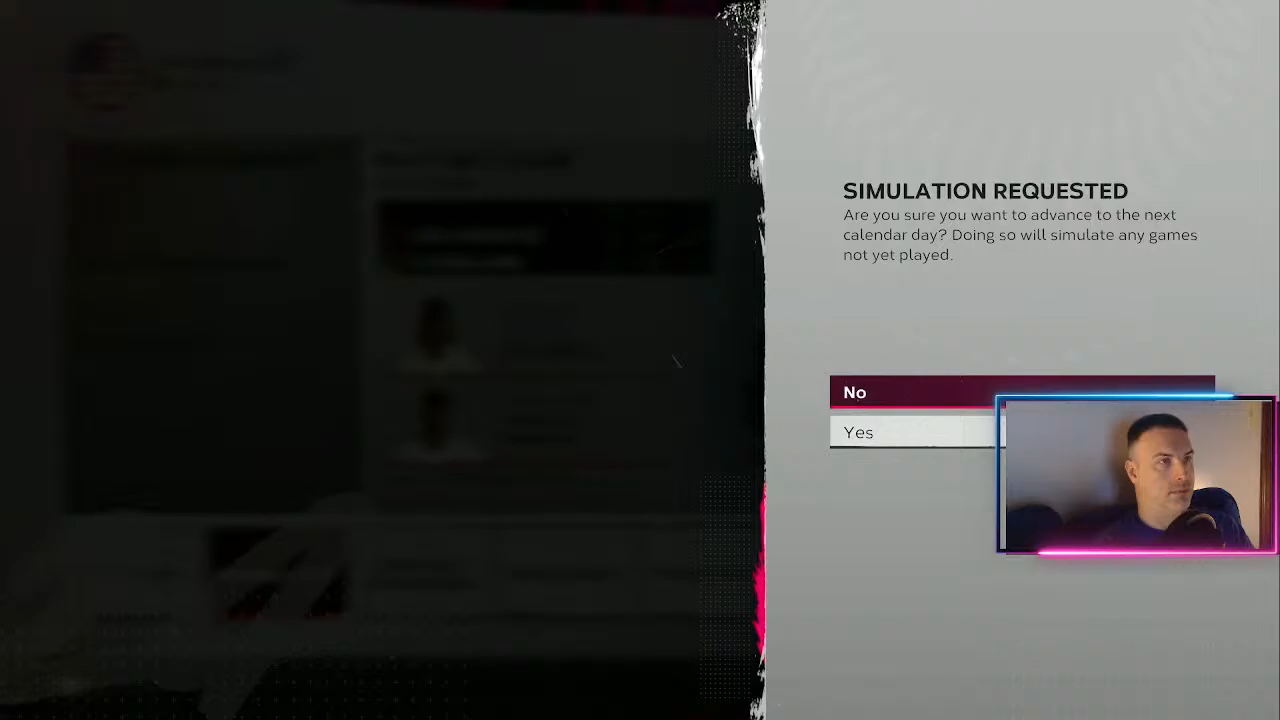 SIMULATION REQUESTED
Are you sure you want to advance to the next
calendar day? Doing so will simulate any games
not yet played.
No
Yes